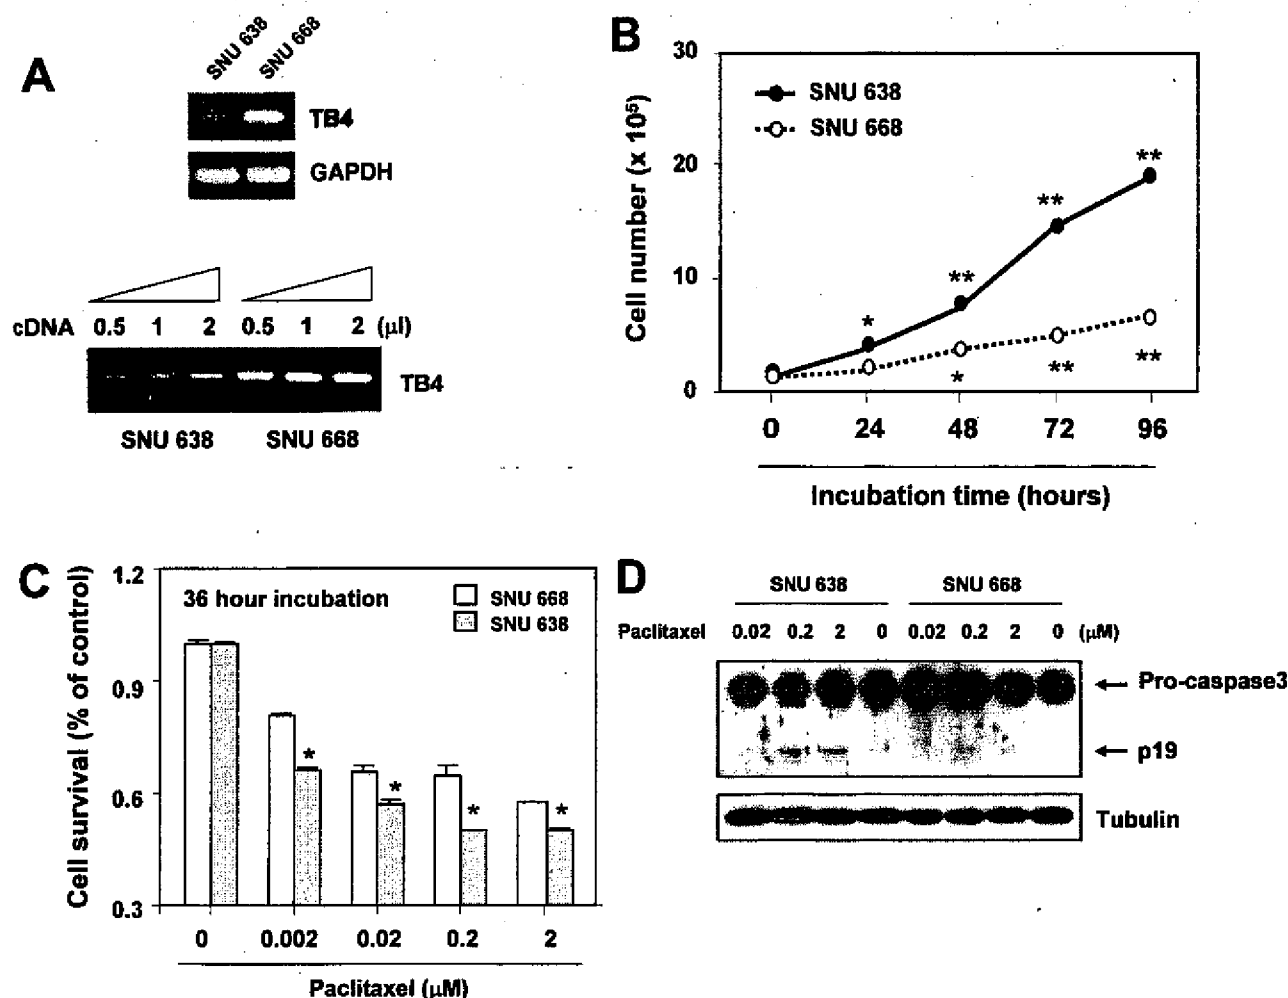 A
SNU 638 SNU 668
TB4
GAPDH
cDNA 0.5 1 2 0.5 1 2 (μl)
TB4
SNU 638 SNU 668
B
30
20
10
0
Cell number (x 10⁵)
SNU 638
SNU 668
* ** ** **
* ** **
0 24 48 72 96
Incubation time (hours)
C
1.2
0.9
0.6
0.3
Cell survival (% of control)
36 hour incubation
SNU 668
SNU 638
* * * *
0 0.002 0.02 0.2 2
Paclitaxel (μM)
D
SNU 638 SNU 668
Paclitaxel 0.02 0.2 2 0 0.02 0.2 2 0 (μM)
Pro-caspase3
p19
Tubulin